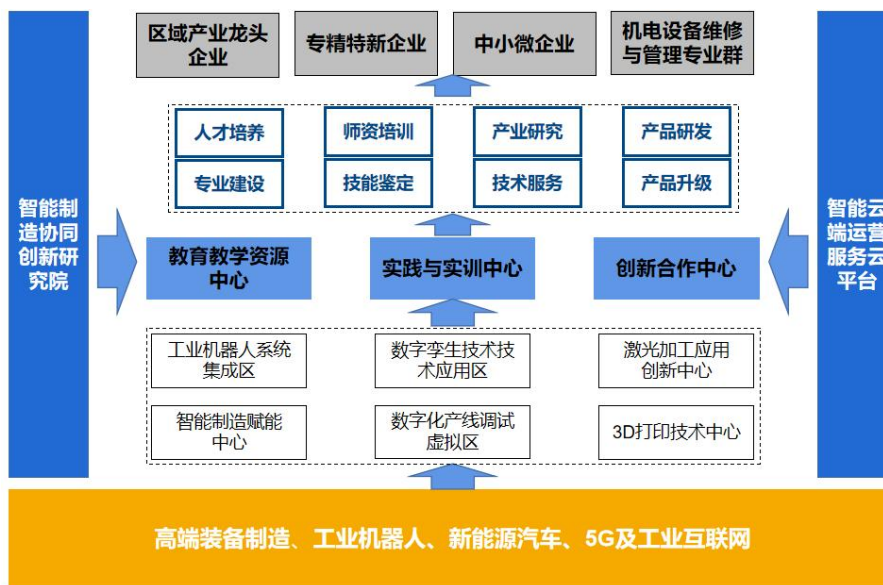 区域产业龙头
企业
专精特新企业
中小微企业
机电设备维修
与管理专业群
人才培养
师资培训
产业研究
产品研发
专业建设
技能鉴定
技术服务
产品升级
智能制
造协同
创新研
究院
教育教学资源
中心
实践与实训中心
创新合作中心
智能云
端运营
服务云
平台
工业机器人系统
集成区
数字孪生技术技
术应用区
激光加工应用
创新中心
智能制造赋能
中心
数字化产线调试
虚拟区
3D打印技术中心
高端装备制造、工业机器人、新能源汽车、5G及工业互联网